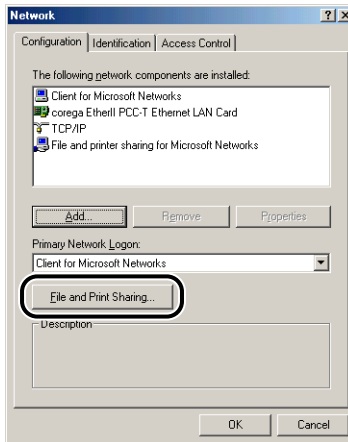 Network
Configuration Identification Access Control
The following network components are installed:
Client for Microsoft Networks
corega EtherII PCC-T Ethernet LAN Card
TCP/IP
File and printer sharing for Microsoft Networks
Add... Remove Properties
Primary Network Logon:
Client for Microsoft Networks
File and Print Sharing...
Description
OK Cancel